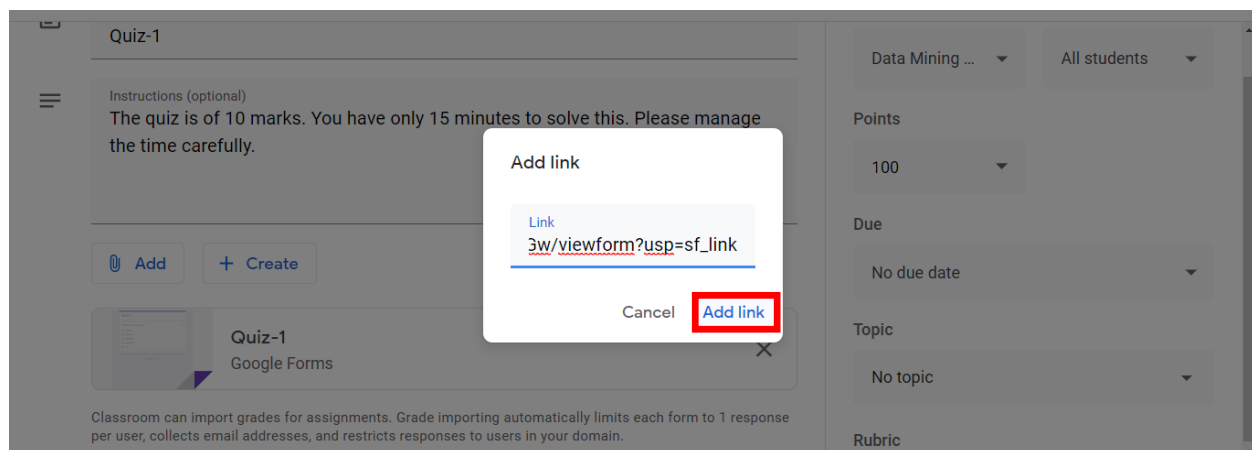 Quiz-1
Data Mining ...
All students
Instructions (optional)
The quiz is of 10 marks. You have only 15 minutes to solve this. Please manage
the time carefully.
Points
100
Add link
Link
3w/viewform?usp=sf_link
Cancel
Add link
Due
No due date
Add
+ Create
Quiz-1
Google Forms
Topic
No topic
Classroom can import grades for assignments. Grade importing automatically limits each form to 1 response
per user, collects email addresses, and restricts responses to users in your domain.
Rubric